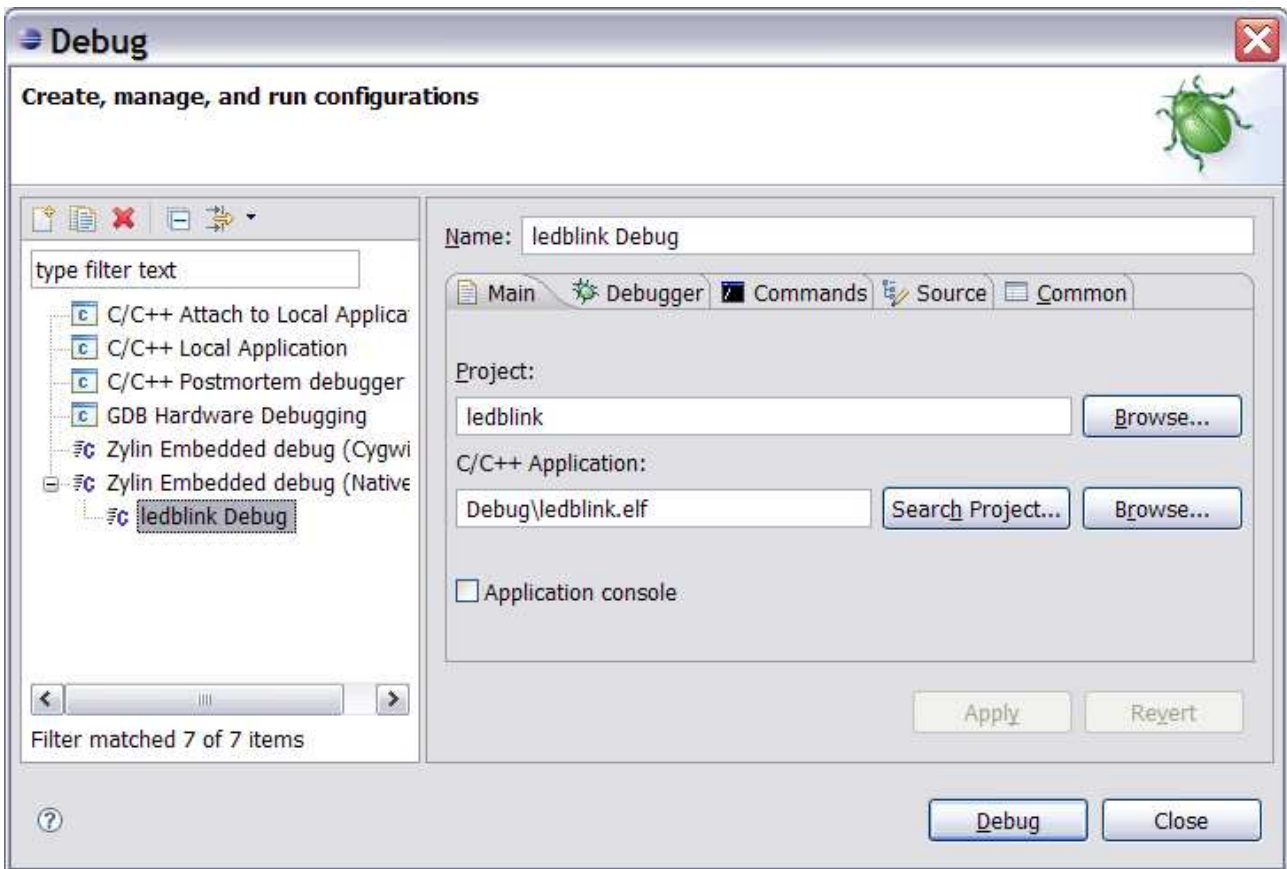 Debug
Create, manage, and run configurations
type filter text
C/C++ Attach to Local Applica
C/C++ Local Application
C/C++ Postmortem debugger
GDB Hardware Debugging
Zylin Embedded debug (Cygwi
Zylin Embedded debug (Native
ledblink Debug
Filter matched 7 of 7 items
Name: ledblink Debug
Main Debugger Commands Source Common
Project:
ledblink Browse...
C/C++ Application:
Debug\ledblink.elf Search Project... Browse...
Application console
Apply Revert
Debug Close